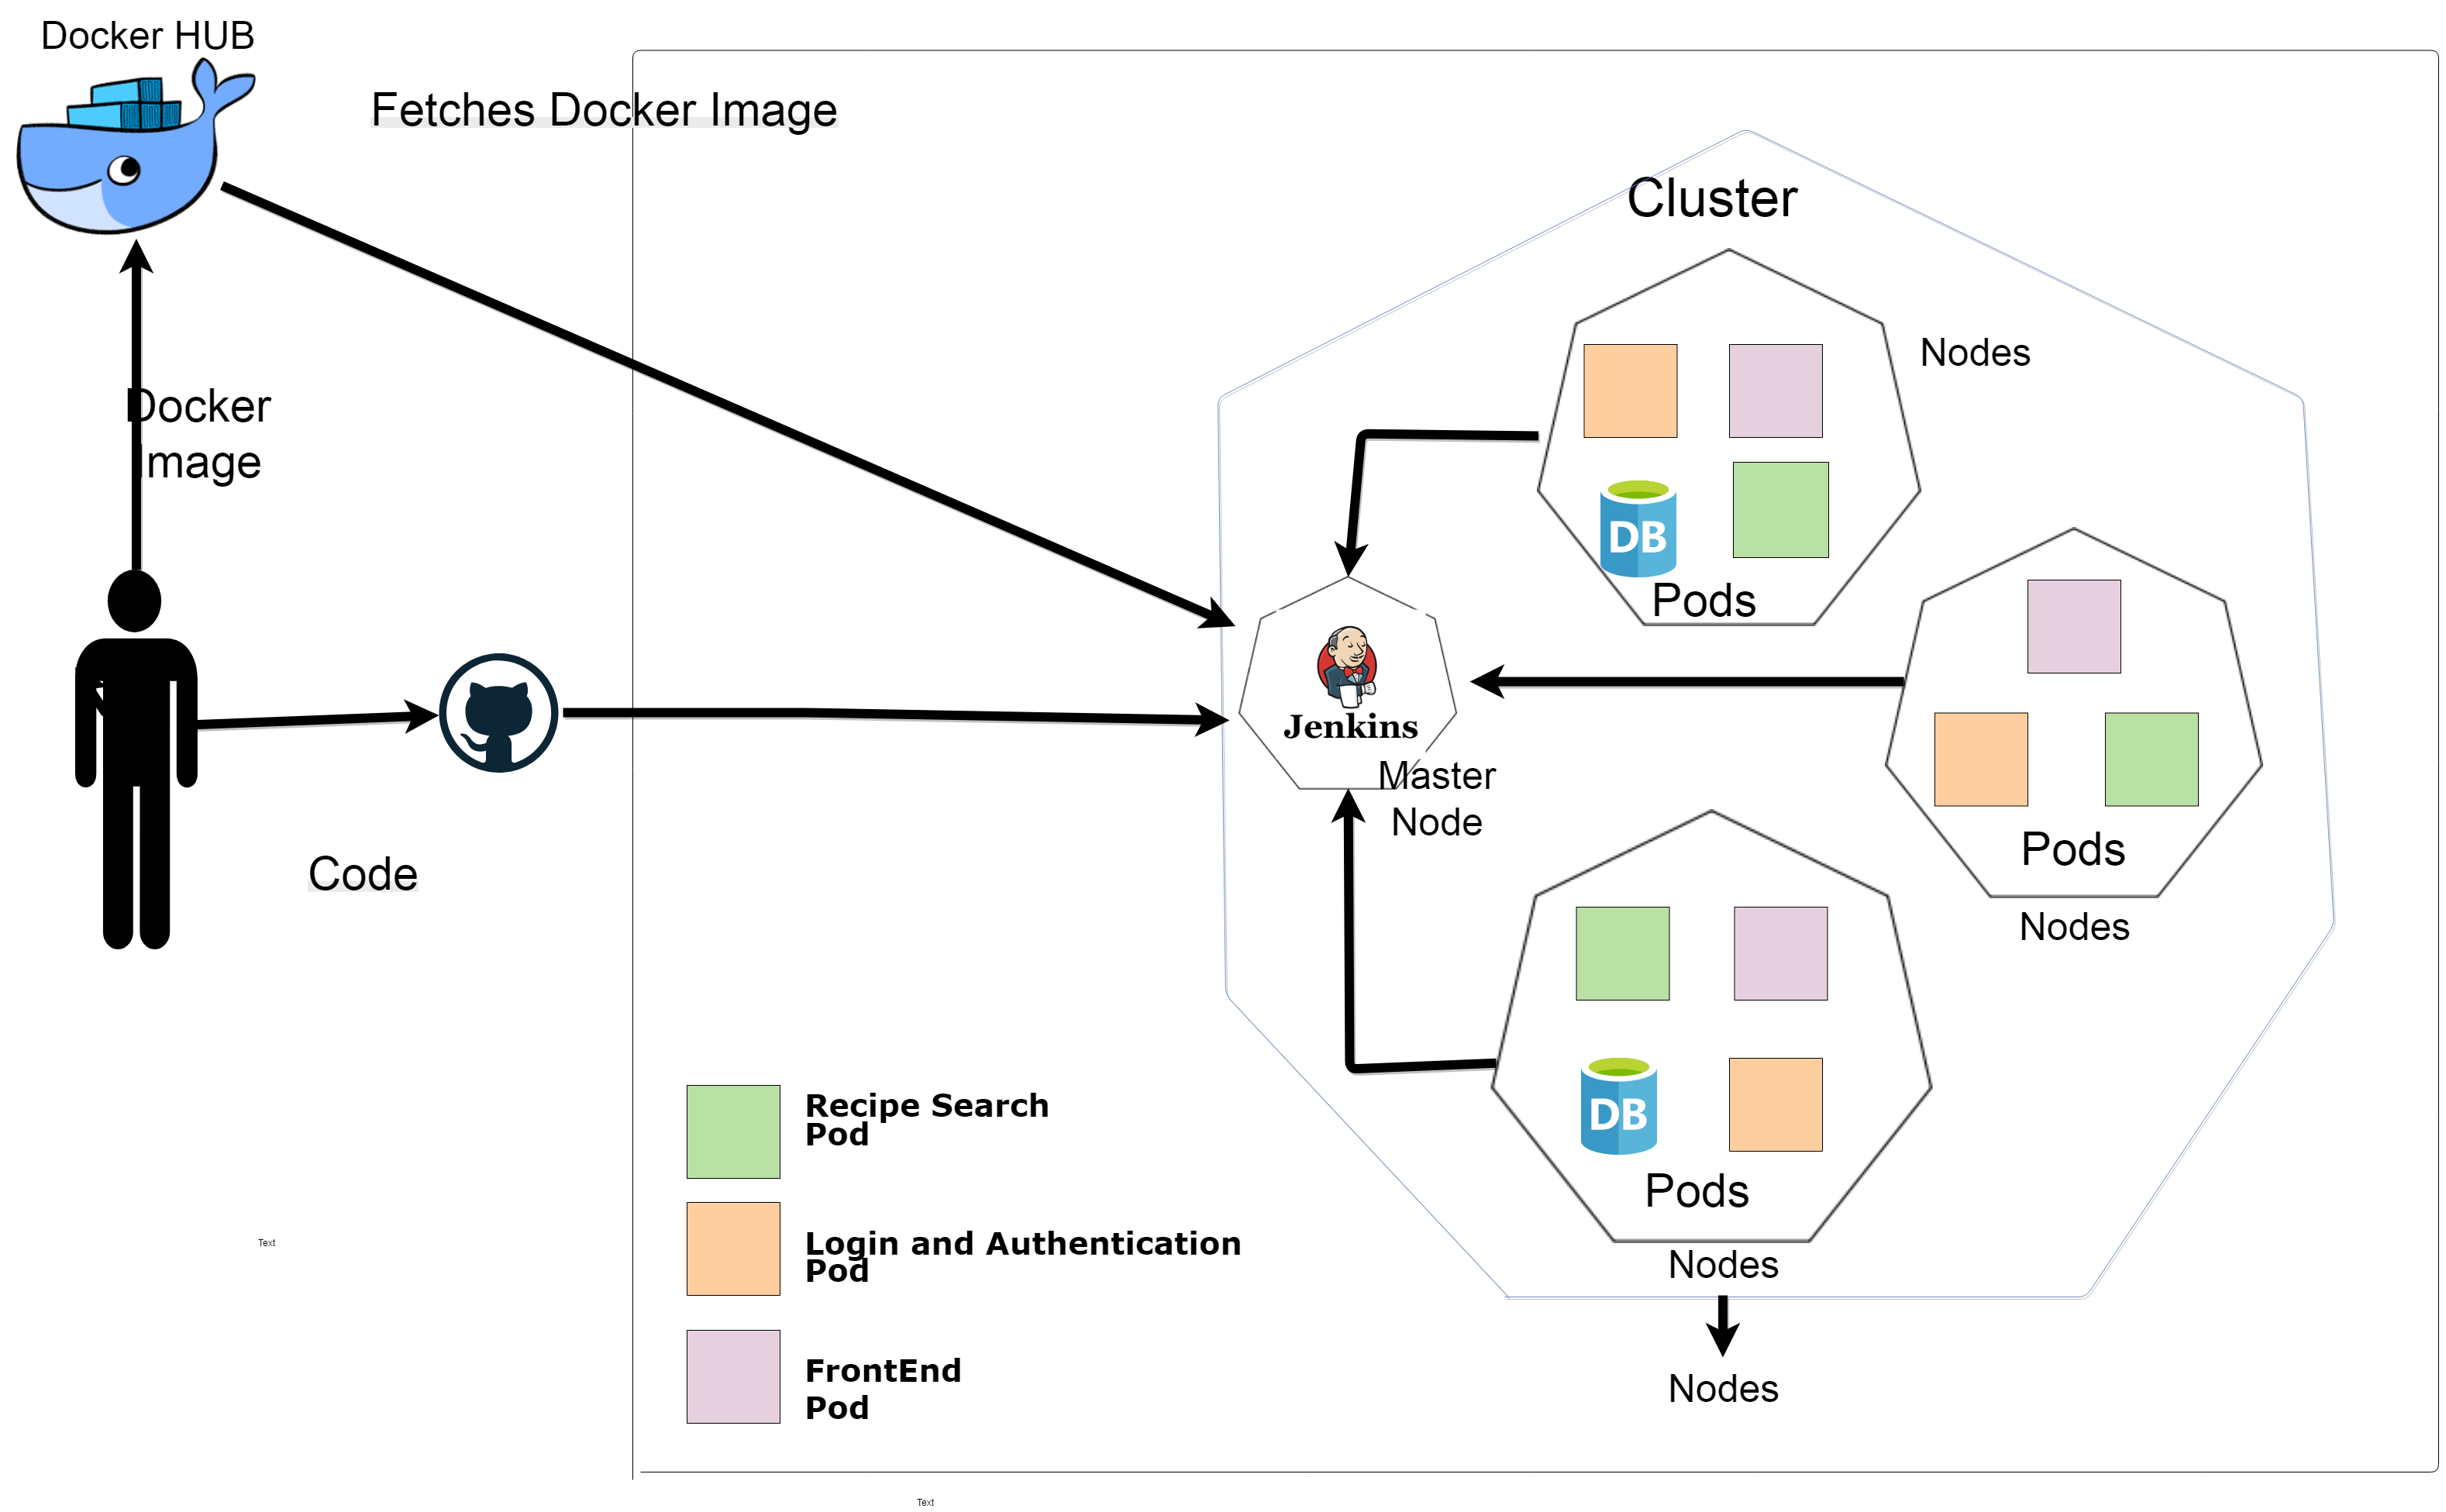 Docker HUB
Fetches Docker Image
Cluster
Nodes
Docker
Image
DB
Pods
Jenkins
Master
Node
Pods
Nodes
Code
DB
Pods
Nodes
Nodes
Recipe Search
Pod
Login and Authentication
Pod
FrontEnd
Pod
Text
Text